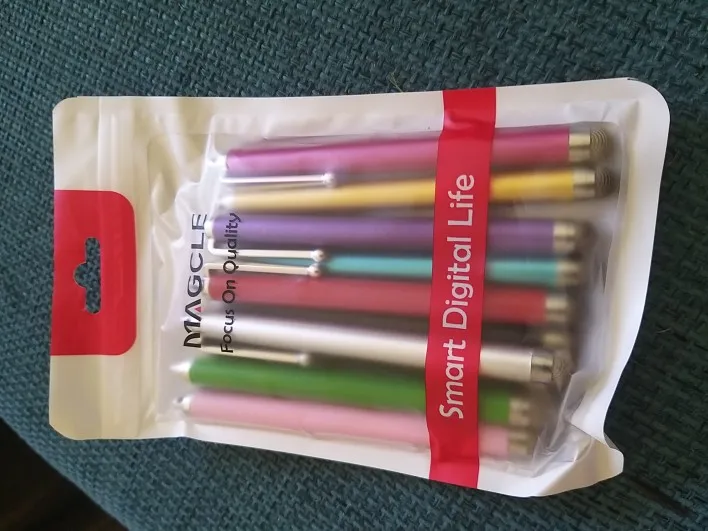 MAGCLE
Focus On Quality
Smart Digital Life